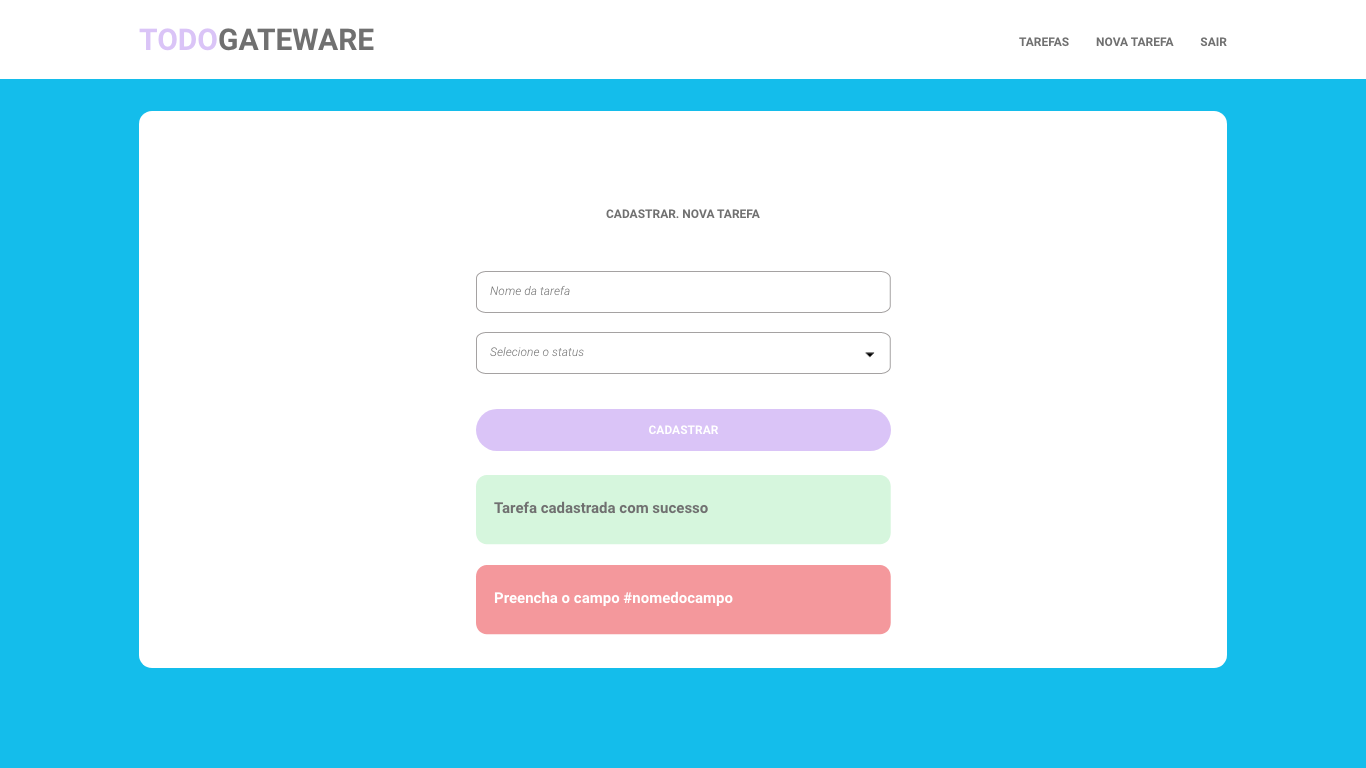 TODOGATEWARE
TAREFAS NOVA TAREFA SAIR
CADASTRAR. NOVA TAREFA
Nome da tarefa
Selecione o status
CADASTRAR
Tarefa cadastrada com sucesso
Preencha o campo #nomedocampo